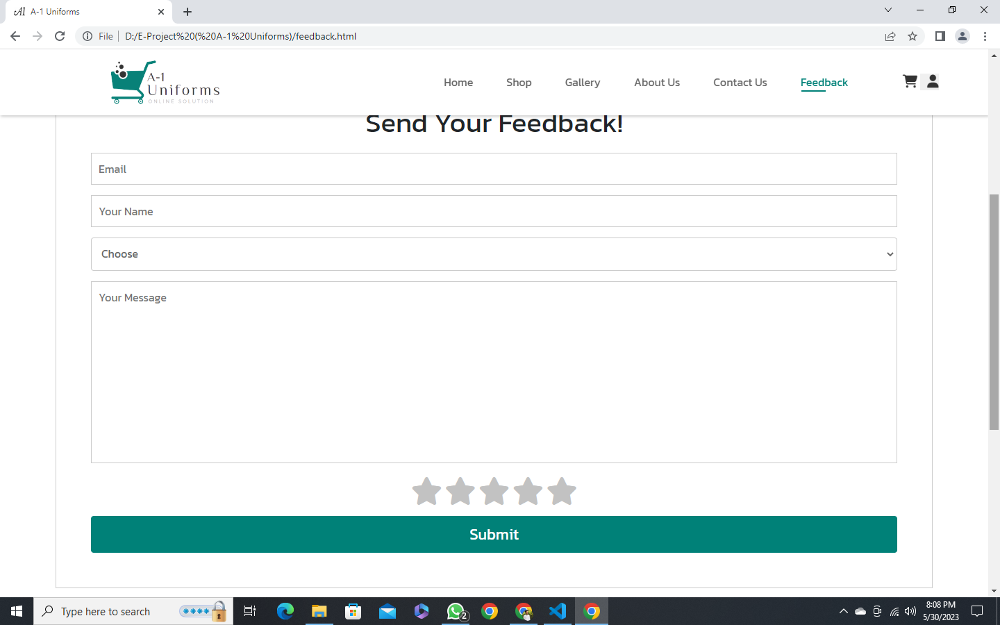 A1 A-1 Uniforms
File D:/E-Project%20(%20A-1%20Uniforms)/feedback.html
A-1
Uniforms
ONLINE SOLUTION
Home Shop Gallery About Us Contact Us Feedback
Send Your Feedback!
Email
Your Name
Choose
Your Message
Submit
Type here to search
2
8:08 PM
5/30/2023